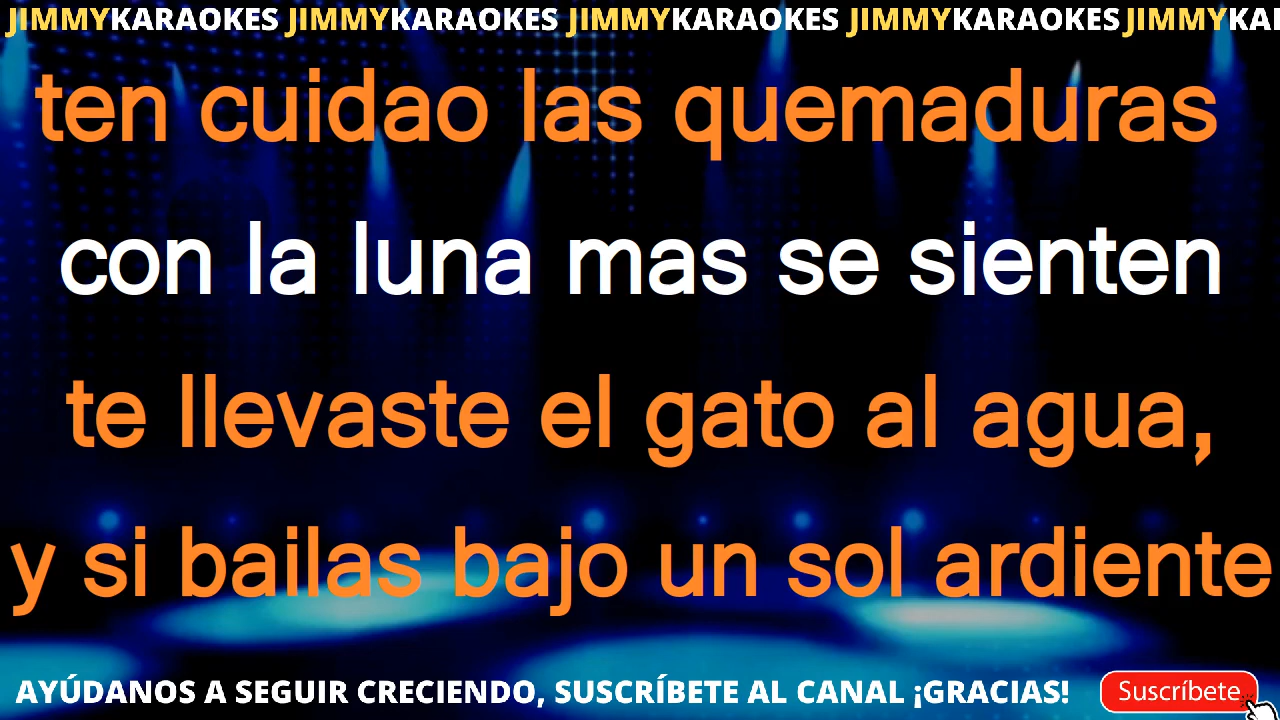 JIMMYKARAOKES JIMMYKARAOKES JIMMYKARAOKES JIMMYKARAOKES JIMMYKA
ten cuidao las quemaduras
con la luna mas se sienten
te llevaste el gato al agua,
y si bailas bajo un sol ardiente
AYÚDANOS A SEGUIR CRECIENDO, SUSCRÍBETE AL CANAL ¡GRACIAS! Suscríbete